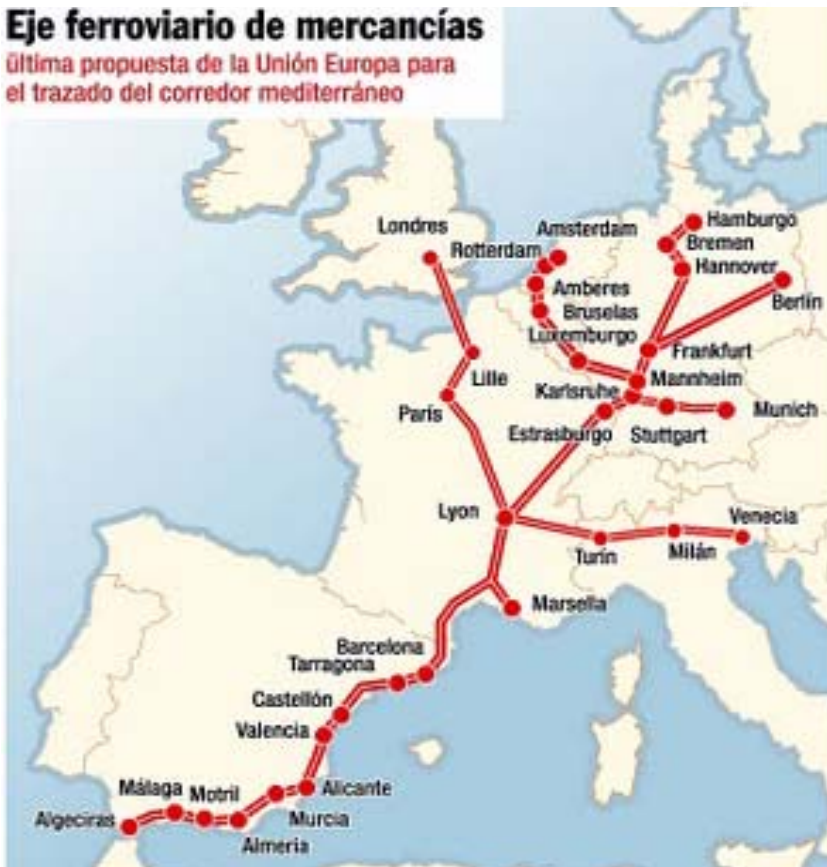 Eje ferroviario de mercancías
última propuesta de la Unión Europa para
el trazado del corredor mediterráneo
Londres
Amsterdam
Rotterdam
Hamburgo
Bremen
Hannover
Amberes
Berlín
Bruselas
Luxemburgo
Frankfurt
Lille
Mannheim
Karlsruhe
París
Munich
Estrasburgo
Stuttgart
Lyon
Venecia
Turín
Milán
Marsella
Barcelona
Tarragona
Castellón
Valencia
Málaga
Motril
Alicante
Algeciras
Murcia
Almería